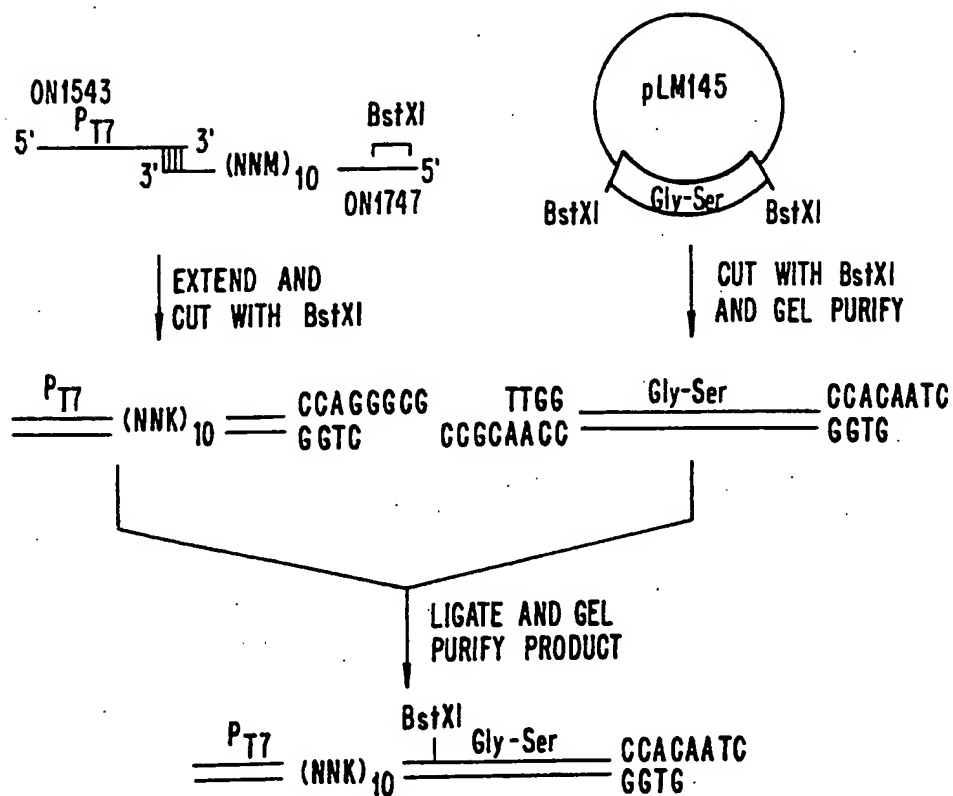 ON1543
P T7
5' 3'
3' (NNM)10
BstXI
5'
ON1747
pLM145
Gly-Ser
BstXI BstXI
EXTEND AND
CUT WITH BstXI
CUT WITH BstXI
AND GEL PURIFY
P T7
(NNK)10
CCAGGGCG
GGTC
TTGG
CCGCAACC
Gly-Ser
CCACAATC
GGTG
LIGATE AND GEL
PURIFY PRODUCT
P T7
(NNK)10
BstXI
Gly-Ser
CCACAATC
GGTG